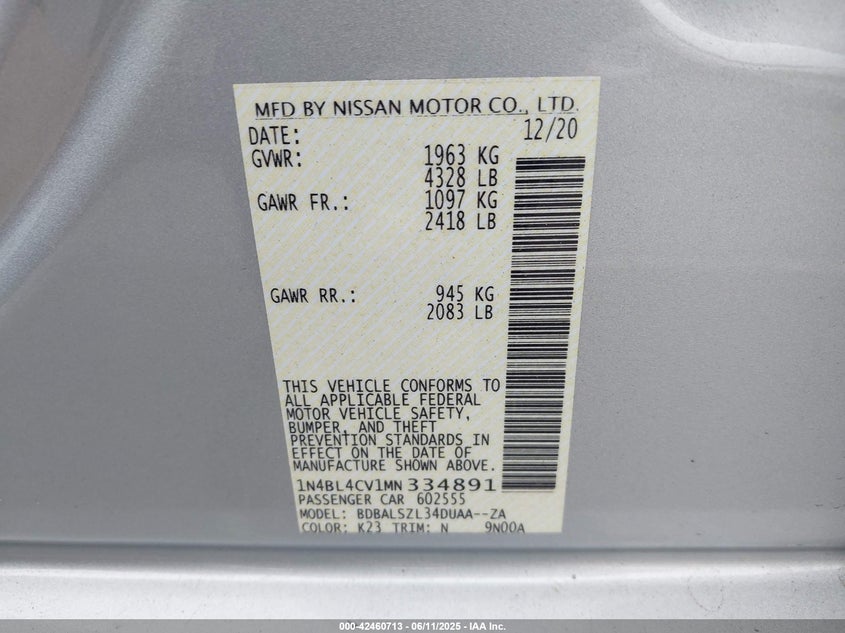 MFD BY NISSAN MOTOR CO., LTD.
DATE: 12/20
GVWR: 1963 KG
4328 LB
GAWR FR.: 1097 KG
2418 LB
GAWR RR.: 945 KG
2083 LB
THIS VEHICLE CONFORMS TO
ALL APPLICABLE FEDERAL
MOTOR VEHICLE SAFETY,
BUMPER, AND THEFT
PREVENTION STANDARDS IN
EFFECT ON THE DATE OF
MANUFACTURE SHOWN ABOVE.
1N4BL4CV1MN 334891
PASSENGER CAR 602555
MODEL: BDBALSZL34DUAA--ZA
COLOR: K23 TRIM: N 9N00A
000-42460713 - 06/11/2025 - IAA Inc.